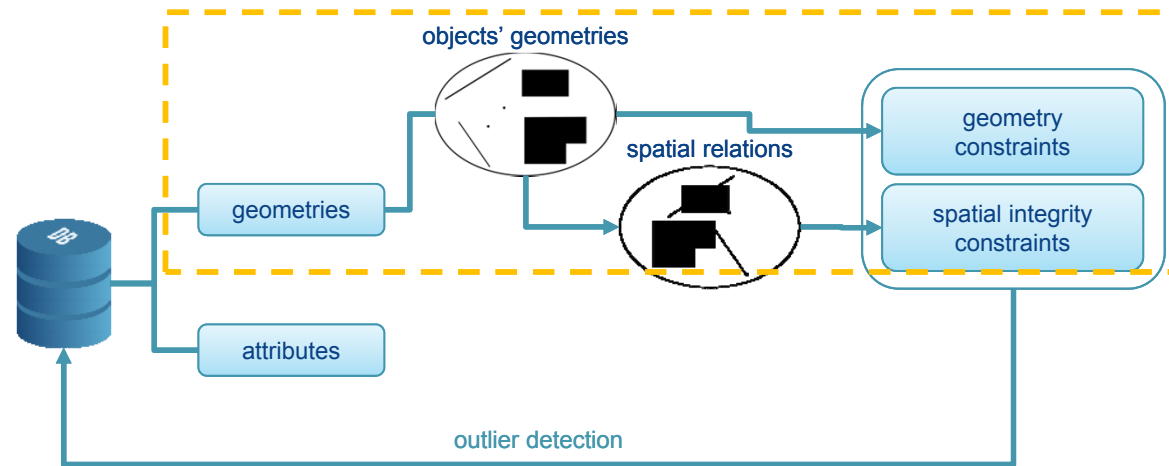 objects' geometries
geometry
constraints
spatial relations
geometries
spatial integrity
constraints
DB
attributes
outlier detection